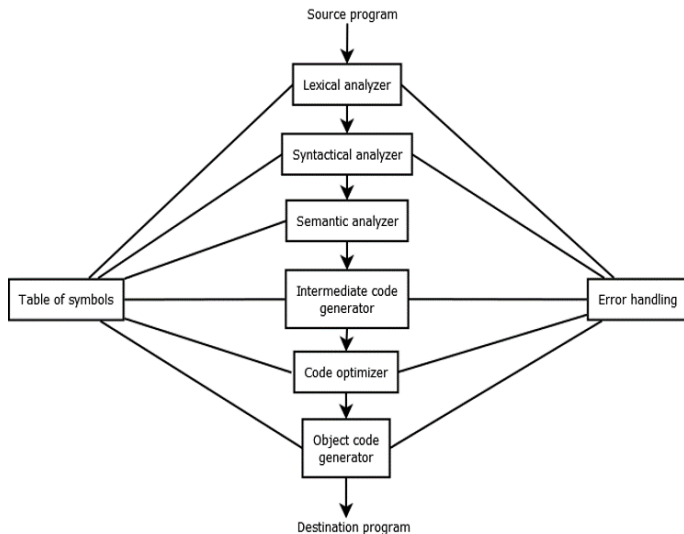 Source program
Lexical analyzer
Syntactical analyzer
Semantic analyzer
Table of symbols
Intermediate code
generator
Error handling
Code optimizer
Object code
generator
Destination program